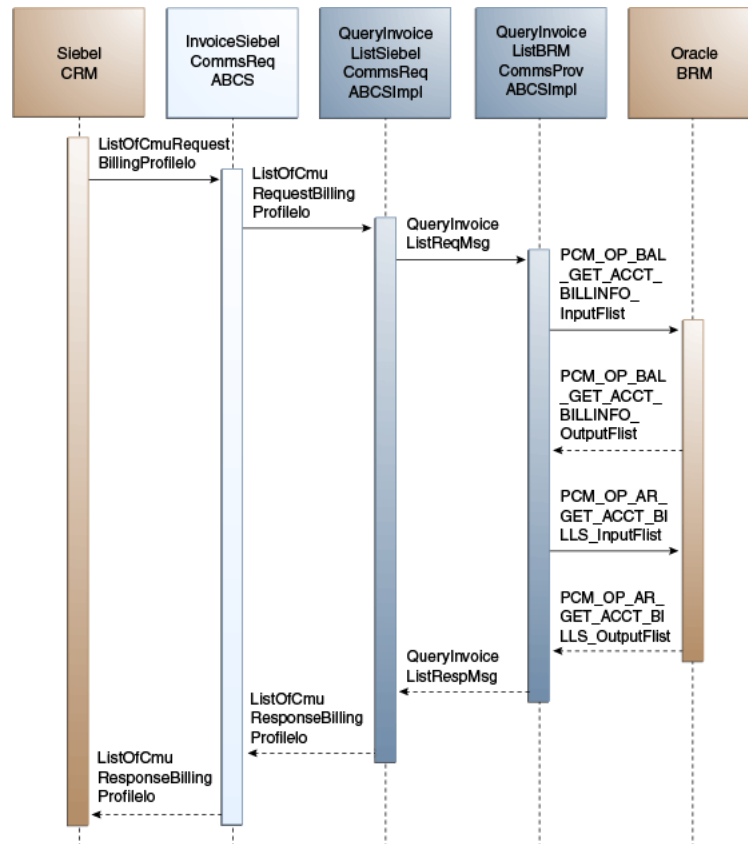 Siebel
CRM
InvoiceSiebel
CommsReq
ABCS
QueryInvoice
ListSiebel
CommsReq
ABCSImpl
QueryInvoice
ListBRM
CommsProv
ABCSImpl
Oracle
BRM
ListOfCmuRequest
BillingProfileIo
ListOfCmu
RequestBilling
ProfileIo
QueryInvoice
ListReqMsg
PCM_OP_BAL
_GET_ACCT_
BILLINFO_
InputFlist
PCM_OP_BAL
_GET_ACCT_
BILLINFO_
OutputFlist
PCM_OP_AR_
GET_ACCT_BI
LLS_InputFlist
PCM_OP_AR_
GET_ACCT_BI
LLS_OutputFlist
QueryInvoice
ListRespMsg
ListOfCmu
ResponseBilling
ProfileIo
ListOfCmu
ResponseBilling
ProfileIo